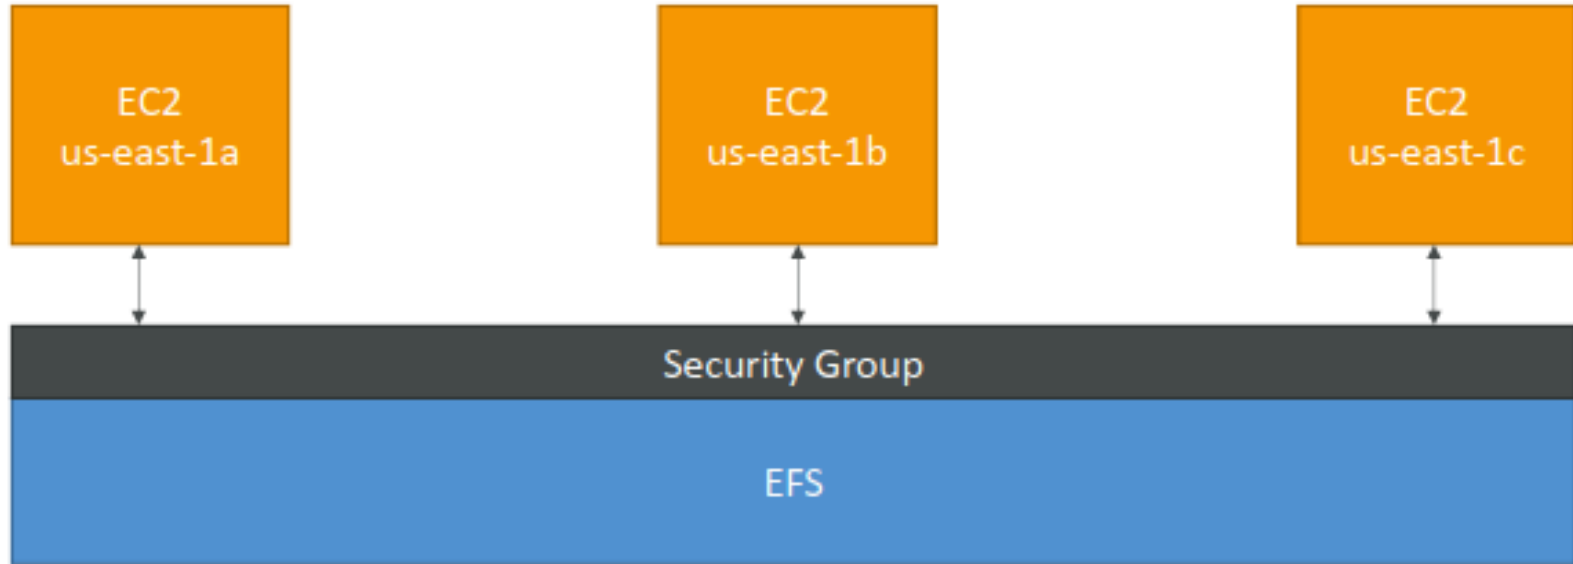 EC2
us-east-1a
EC2
us-east-1b
EC2
us-east-1c
Security Group
EFS